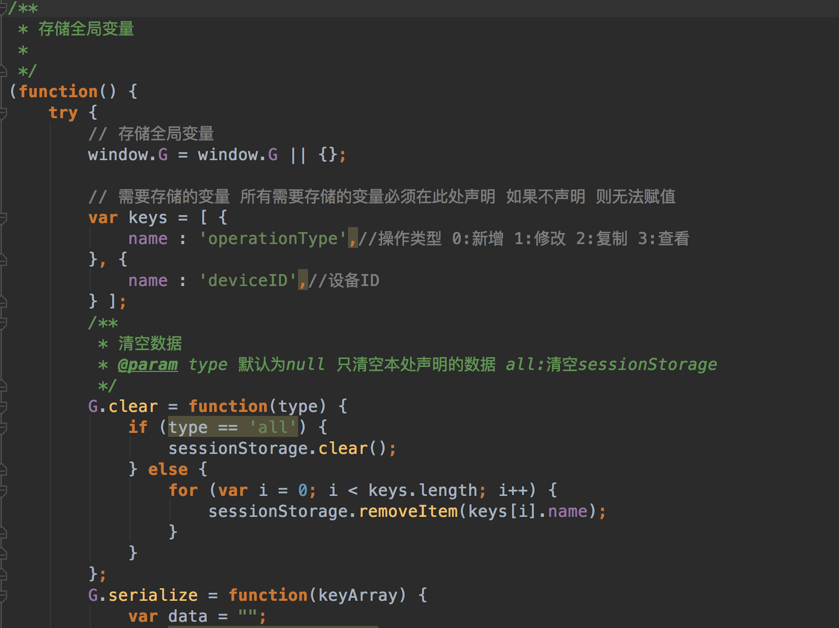 /**
 * 存储全局变量
 *
 */
(function() {
    try {
        // 存储全局变量
        window.G = window.G || {};

        // 需要存储的变量 所有需要存储的变量必须在此处声明 如果不声明 则无法赋值
        var keys = [ {
            name : 'operationType',//操作类型 0:新增 1:修改 2:复制 3:查看
        }, {
            name : 'deviceID',//设备ID
        } ];
        /**
         * 清空数据
         * @param type 默认为null 只清空本处声明的数据 all:清空sessionStorage
         */
        G.clear = function(type) {
            if (type == 'all') {
                sessionStorage.clear();
            } else {
                for (var i = 0; i < keys.length; i++) {
                    sessionStorage.removeItem(keys[i].name);
                }
            }
        };
        G.serialize = function(keyArray) {
            var data = "";